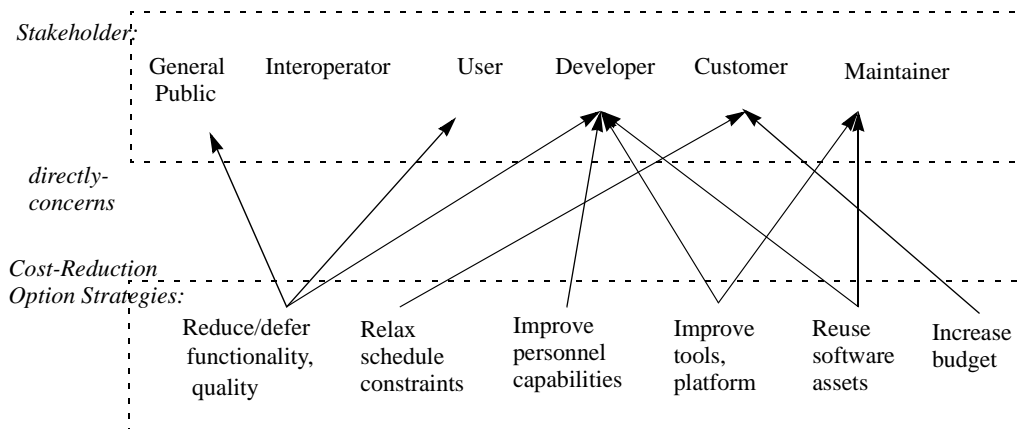 Stakeholder:
General
Public
Interoperator
User
Developer
Customer
Maintainer
directly-
concerns
Cost-Reduction
Option Strategies:
Reduce/defer
functionality,
quality
Relax
schedule
constraints
Improve
personnel
capabilities
Improve
tools,
platform
Reuse
software
assets
Increase
budget